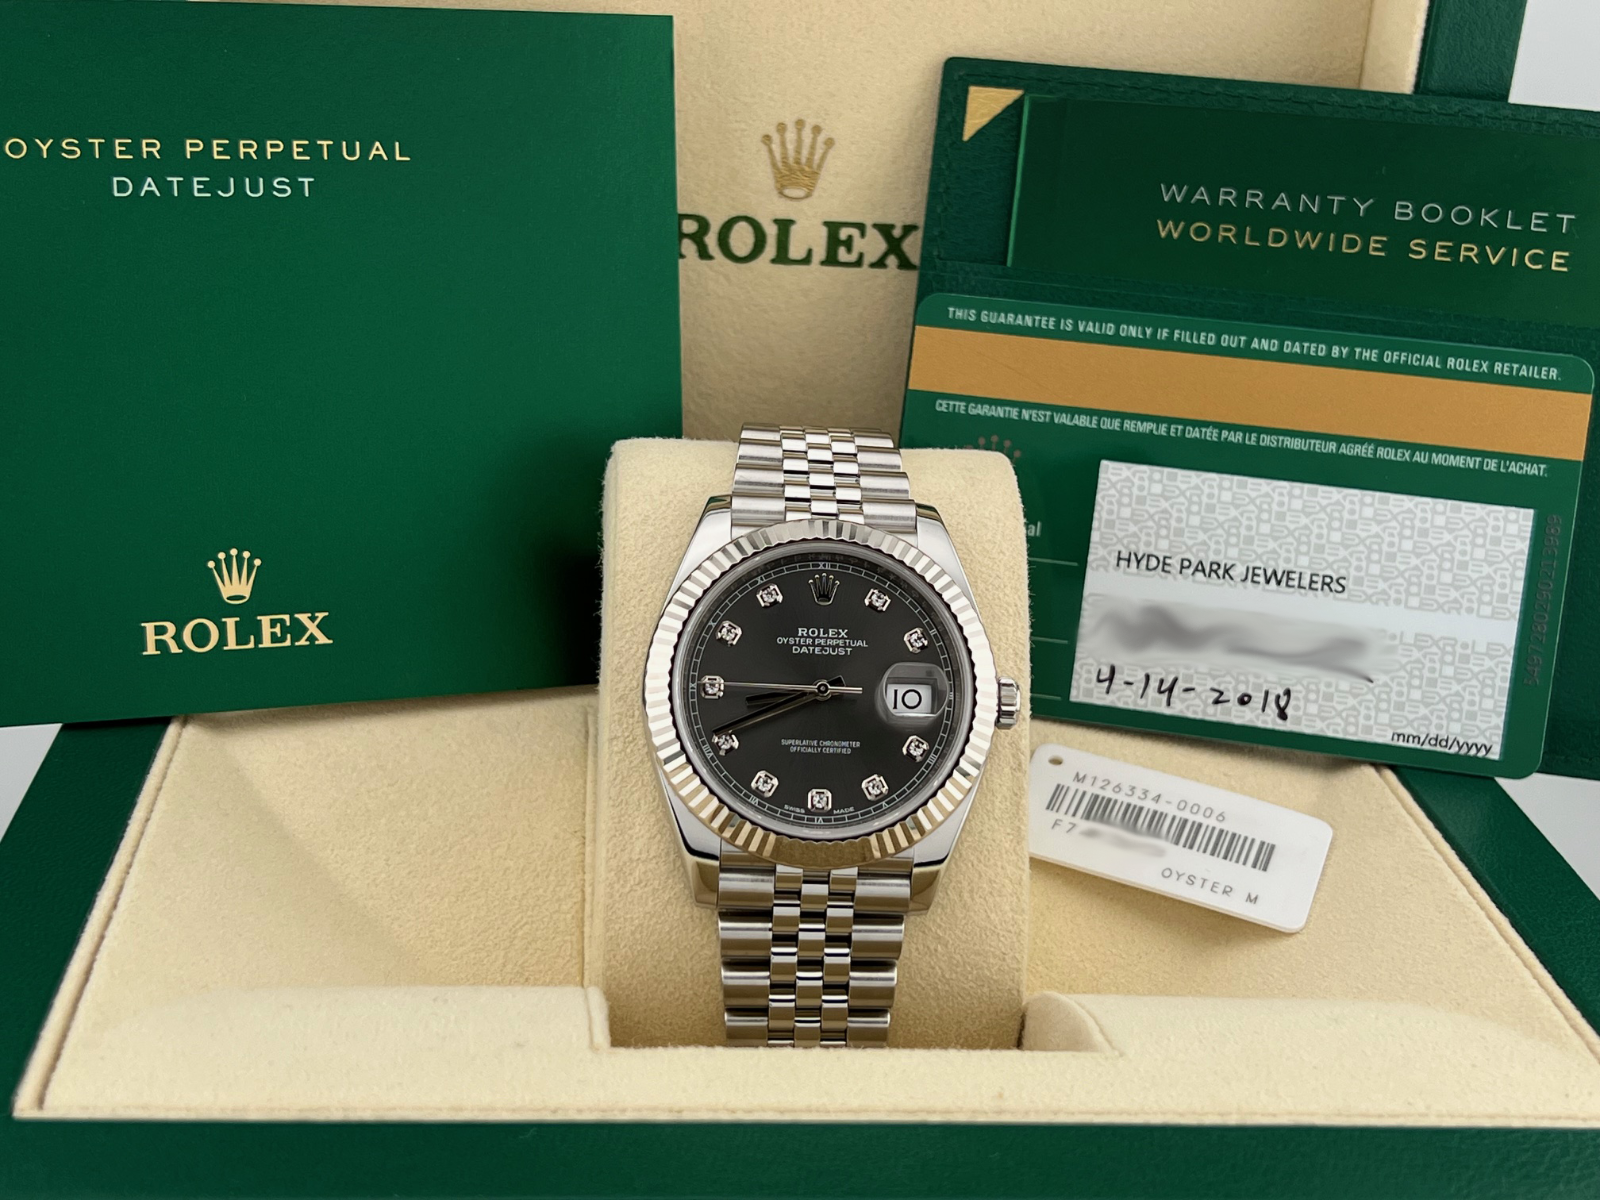 OYSTER PERPETUAL
DATEJUST
ROLEX
ROLEX
WARRANTY BOOKLET
WORLDWIDE SERVICE
THIS GUARANTEE IS VALID ONLY IF FILLED OUT AND DATED BY THE OFFICIAL ROLEX RETAILER.
CETTE GARANTIE N'EST VALABLE QUE REMPLIE ET DATÉE PAR LE DISTRIBUTEUR AGRÉÉ ROLEX AU MOMENT DE L'ACHAT.
HYDE PARK JEWELERS
4-14-2018
mm/dd/yyyy
M126334-0006
F7
OYSTER M
XII
ROLEX
OYSTER PERPETUAL
DATEJUST
10
SUPERLATIVE CHRONOMETER
OFFICIALLY CERTIFIED
SWISS MADE